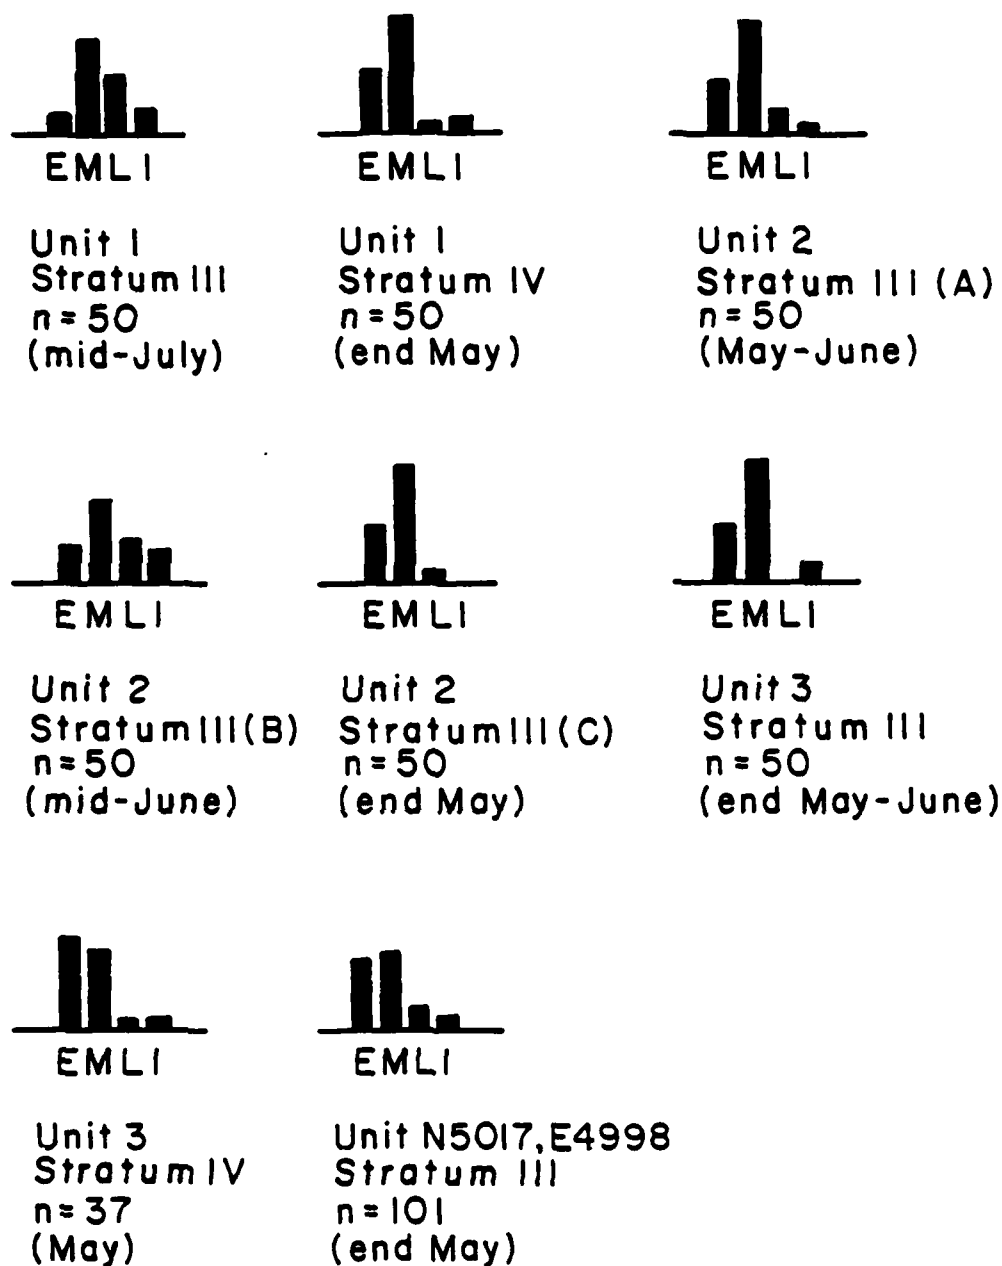 EMLI
EMLI
EMLI
Unit 1
Stratum III
n=50
(mid-July)
Unit 1
Stratum IV
n=50
(end May)
Unit 2
Stratum III (A)
n=50
(May-June)
EMLI
EMLI
EMLI
Unit 2
Stratum III (B)
n=50
(mid-June)
Unit 2
Stratum III (C)
n=50
(end May)
Unit 3
Stratum III
n=50
(end May-June)
EMLI
EMLI
Unit 3
Stratum IV
n=37
(May)
Unit N5017,E4998
Stratum III
n=101
(end May)